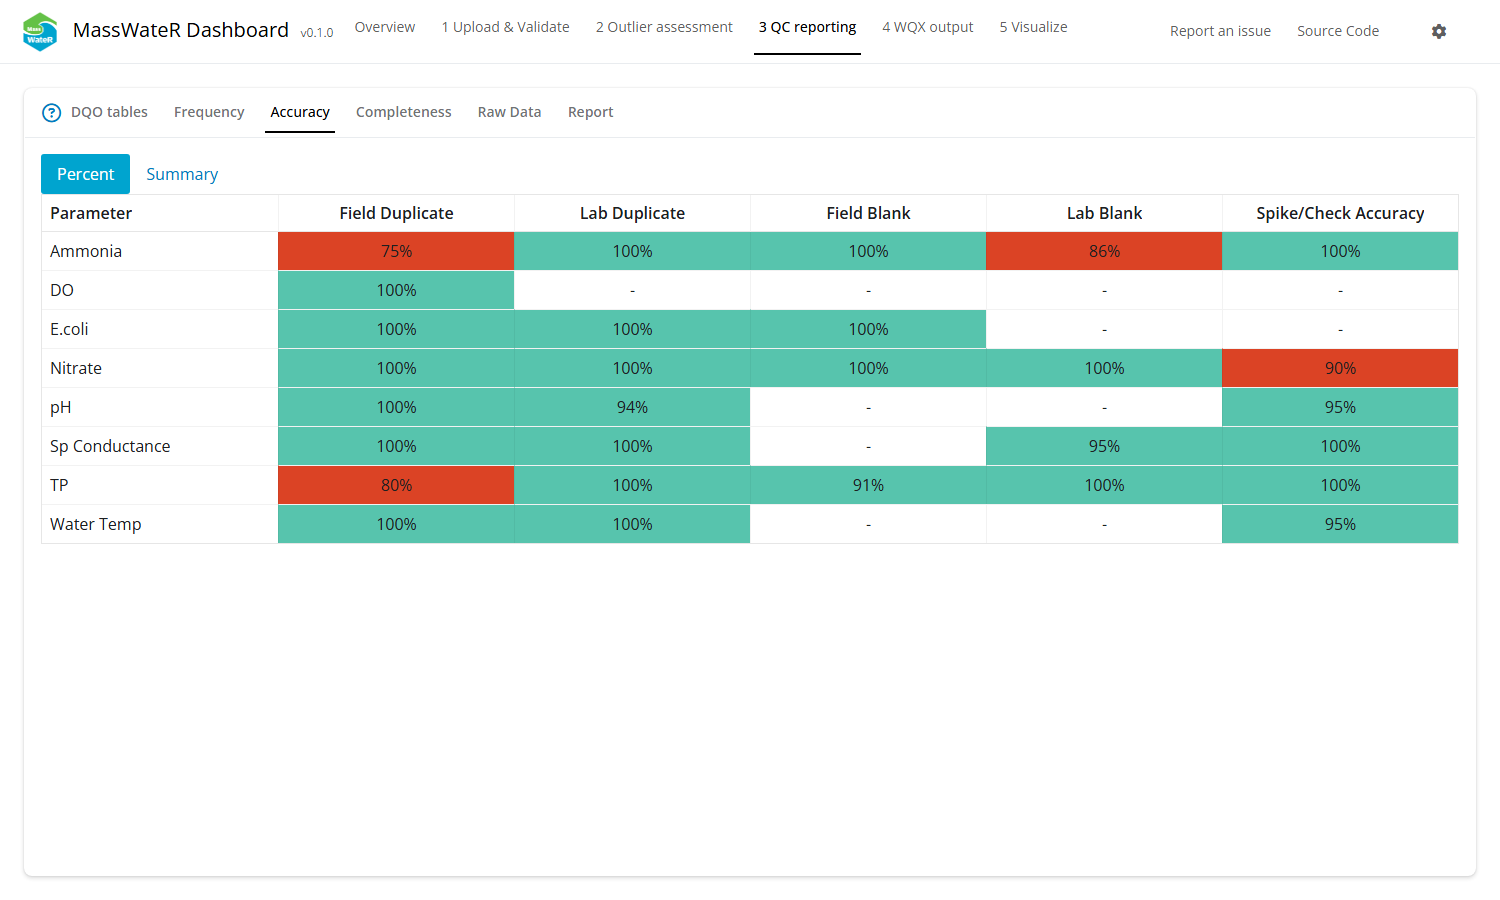 Mass
WateR
MassWateR Dashboard v0.1.0 Overview 1 Upload & Validate 2 Outlier assessment 3 QC reporting 4 WQX output 5 Visualize Report an issue Source Code
? DQO tables Frequency Accuracy Completeness Raw Data Report
Percent Summary
Parameter Field Duplicate Lab Duplicate Field Blank Lab Blank Spike/Check Accuracy
Ammonia 75% 100% 100% 86% 100%
DO 100% - - - -
E.coli 100% 100% 100% - -
Nitrate 100% 100% 100% 100% 90%
pH 100% 94% - - 95%
Sp Conductance 100% 100% - 95% 100%
TP 80% 100% 91% 100% 100%
Water Temp 100% 100% - - 95%